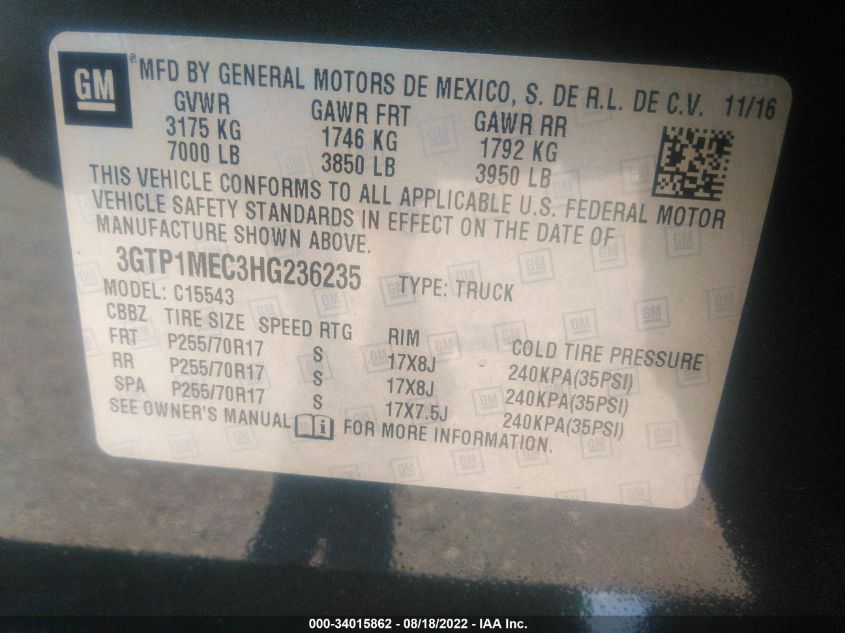 GM
® MFD BY GENERAL MOTORS DE MEXICO, S. DE R.L. DE C.V. 11/16
GVWR GAWR FRT GAWR RR
3175 KG 1746 KG 1792 KG
7000 LB 3850 LB 3950 LB
THIS VEHICLE CONFORMS TO ALL APPLICABLE U.S. FEDERAL MOTOR
VEHICLE SAFETY STANDARDS IN EFFECT ON THE DATE OF
MANUFACTURE SHOWN ABOVE.
3GTP1MEC3HG236235 TYPE: TRUCK
MODEL: C15543
CBBZ TIRE SIZE SPEED RTG RIM COLD TIRE PRESSURE
FRT P255/70R17 S 17X8J 240KPA(35PSI)
RR P255/70R17 S 17X8J 240KPA(35PSI)
SPA P255/70R17 S 17X7.5J 240KPA(35PSI)
SEE OWNER'S MANUAL FOR MORE INFORMATION.
000-34015862 - 08/18/2022 - IAA Inc.